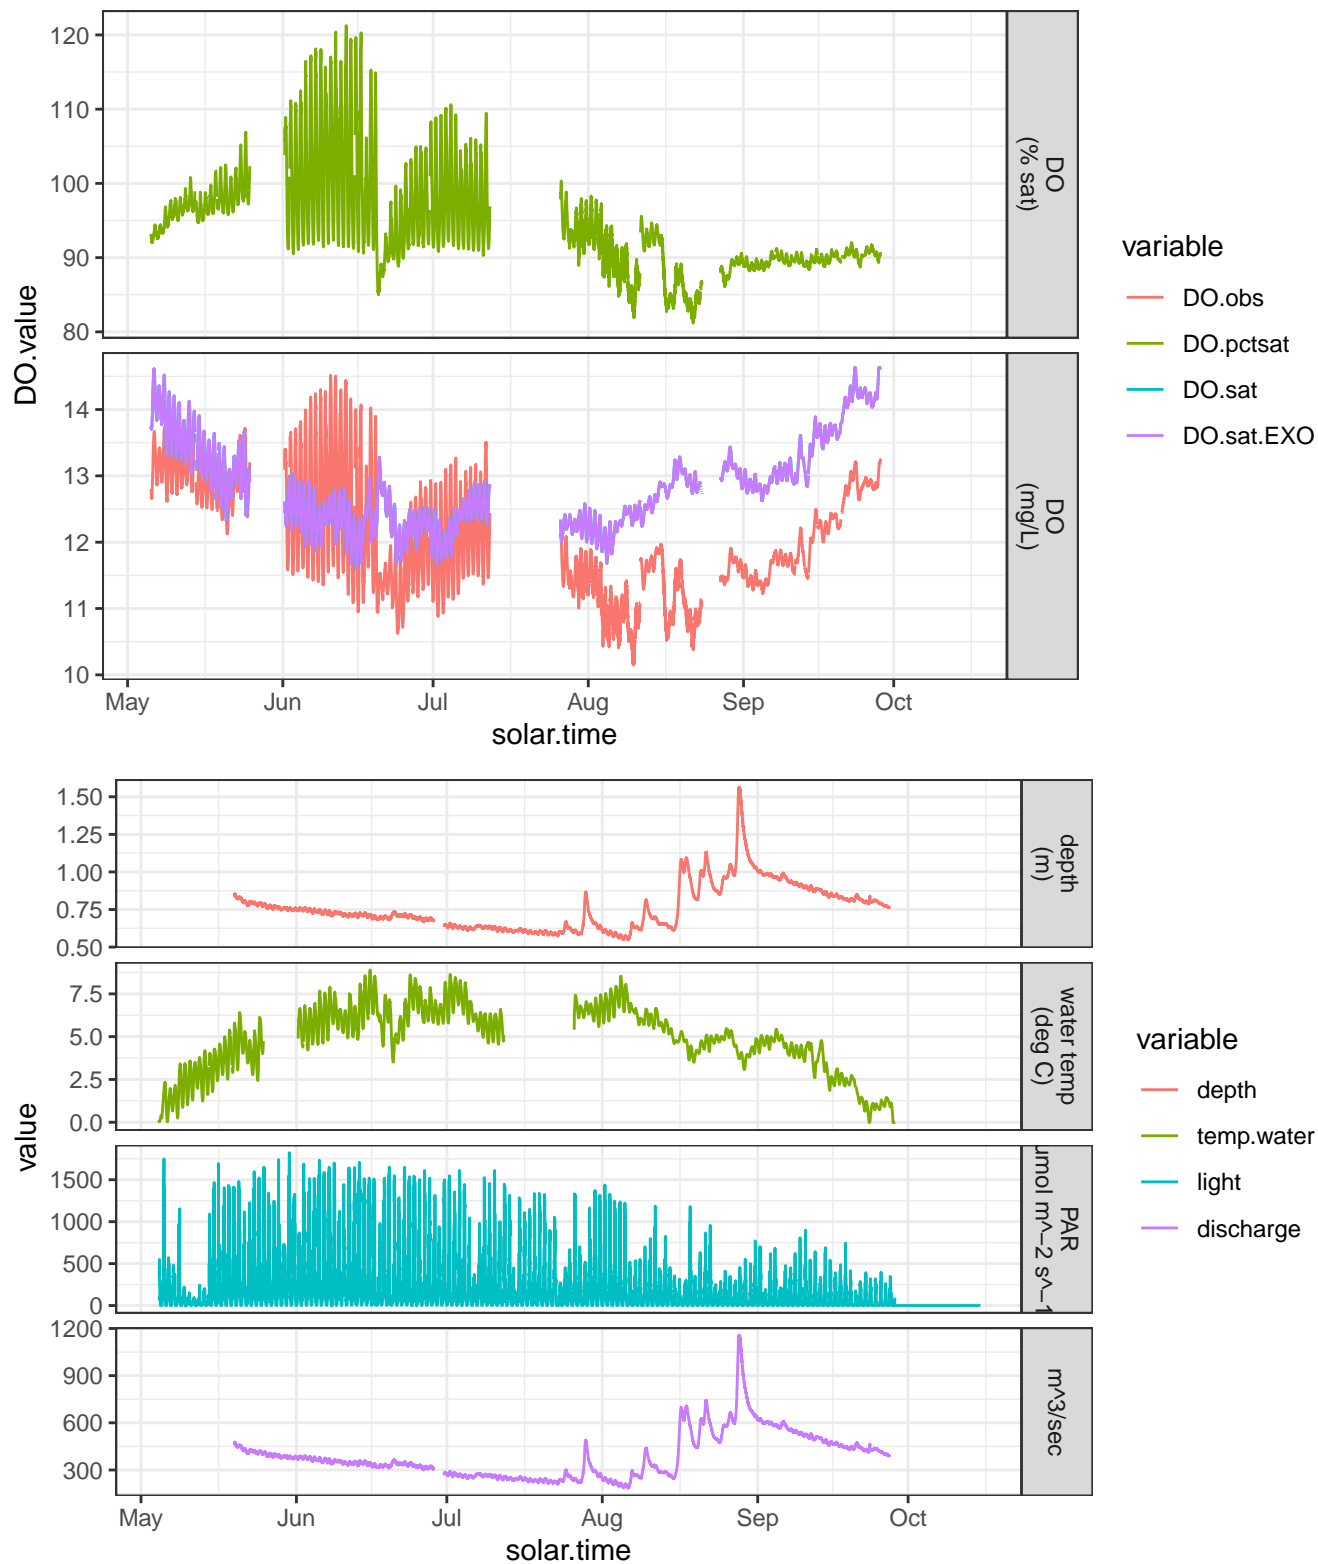 120
110
100
90
80
DO
(% sat)
14
13
12
11
10
DO
(mg/L)
DO.value
May Jun Jul Aug Sep Oct
solar.time
variable
DO.obs
DO.pctsat
DO.sat
DO.sat.EXO
1.50
1.25
1.00
0.75
0.50
depth
(m)
7.5
5.0
2.5
0.0
water temp
(deg C)
1500
1000
500
0
PAR
umol m^−2 s^−1
1200
900
600
300
m^3/sec
value
May Jun Jul Aug Sep Oct
solar.time
variable
depth
temp.water
light
discharge